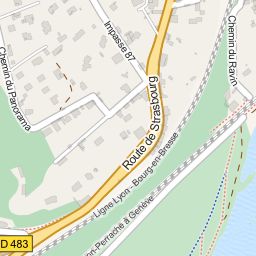 Impasse 87
Chemin du Ravin
Chemin du Panorama
Route de Strasbourg
Ligne Lyon - Bourg-en-Bresse
on-Perrache à Genève
D 483